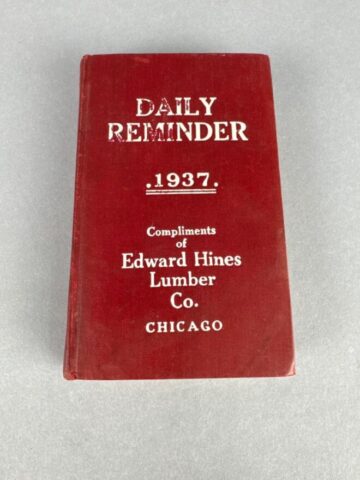 DAILY
REMINDER
.1937.
Compliments
of
Edward Hines
Lumber
Co.
CHICAGO